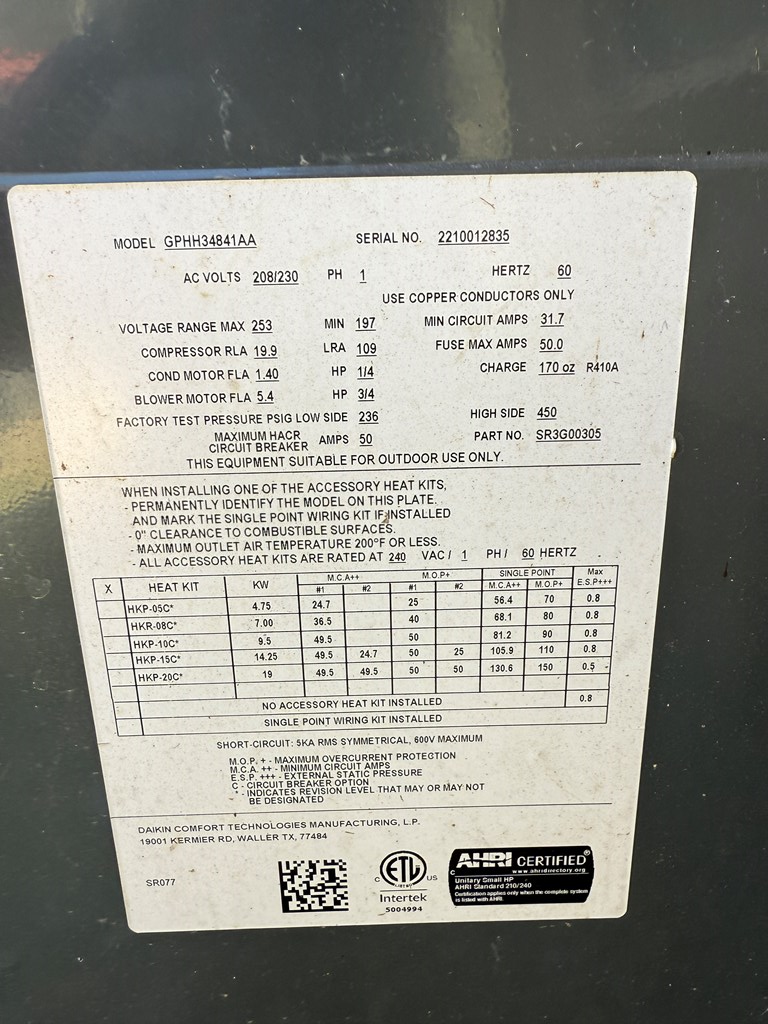 MODEL GPHH34841AA SERIAL NO. 2210012835
AC VOLTS 208/230 PH 1 HERTZ 60
USE COPPER CONDUCTORS ONLY
VOLTAGE RANGE MAX 253 MIN 197 MIN CIRCUIT AMPS 31.7
COMPRESSOR RLA 19.9 LRA 109 FUSE MAX AMPS 50.0
COND MOTOR FLA 1.40 HP 1/4 CHARGE 170 oz R410A
BLOWER MOTOR FLA 5.4 HP 3/4
FACTORY TEST PRESSURE PSIG LOW SIDE 236 HIGH SIDE 450
MAXIMUM HACR CIRCUIT BREAKER AMPS 50 PART NO. SR3G00305
THIS EQUIPMENT SUITABLE FOR OUTDOOR USE ONLY.
WHEN INSTALLING ONE OF THE ACCESSORY HEAT KITS,
- PERMANENTLY IDENTIFY THE MODEL ON THIS PLATE.
AND MARK THE SINGLE POINT WIRING KIT IF INSTALLED
- 0" CLEARANCE TO COMBUSTIBLE SURFACES.
- MAXIMUM OUTLET AIR TEMPERATURE 200°F OR LESS.
- ALL ACCESSORY HEAT KITS ARE RATED AT 240 VAC/ 1 PH/ 60 HERTZ
X HEAT KIT KW M.C.A++ M.O.P+ SINGLE POINT Max
#1 #2 #1 #2 M.C.A++ M.O.P+ E.S.P+++
HKP-05C* 4.75 24.7 25 56.4 70 0.8
HKR-08C* 7.00 36.5 40 68.1 80 0.8
HKP-10C* 9.5 49.5 50 81.2 90 0.8
HKP-15C* 14.25 49.5 24.7 50 25 105.9 110 0.8
HKP-20C* 19 49.5 49.5 50 50 130.6 150 0.5
NO ACCESSORY HEAT KIT INSTALLED 0.8
SINGLE POINT WIRING KIT INSTALLED
SHORT-CIRCUIT: 5KA RMS SYMMETRICAL, 600V MAXIMUM
M.O.P. + - MAXIMUM OVERCURRENT PROTECTION
M.C.A. ++ - MINIMUM CIRCUIT AMPS
E.S.P. +++ - EXTERNAL STATIC PRESSURE
C - CIRCUIT BREAKER OPTION
* - INDICATES REVISION LEVEL THAT MAY OR MAY NOT
BE DESIGNATED
DAIKIN COMFORT TECHNOLOGIES MANUFACTURING, L.P.
19001 KERMIER RD, WALLER TX, 77484
SR077
C ETL US
LISTED
Intertek
5004994
C AHRI CERTIFIED®
www.ahridirectory.org
Unitary Small HP
AHRI Standard 210/240
Certification applies only when the complete system
is listed with AHRI.